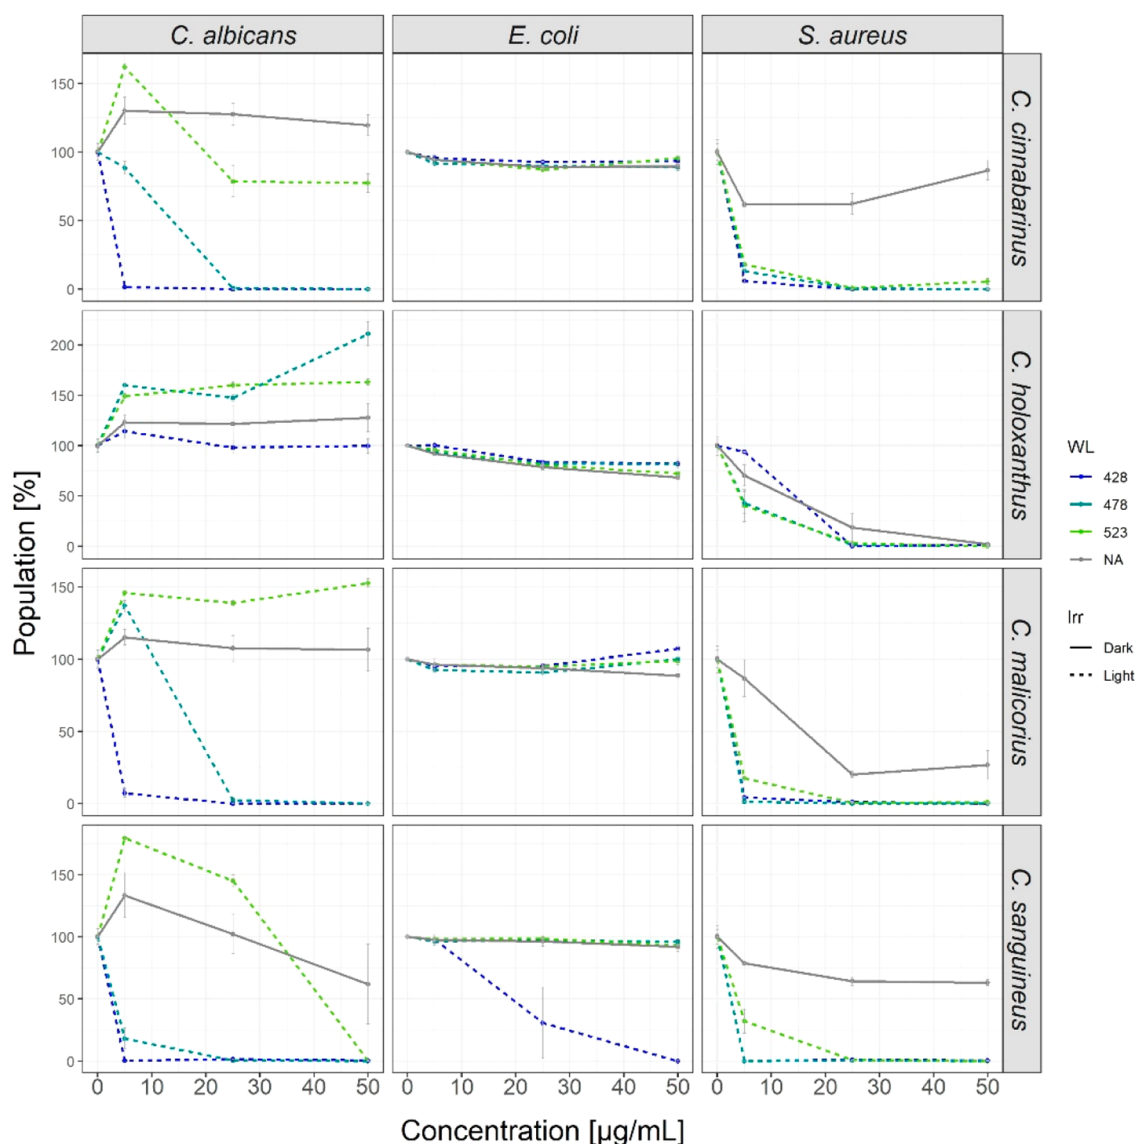 C. albicans
E. coli
S. aureus
150
100
50
0
C. cinnabarinus
200
150
100
50
0
C. holoxanthus
150
100
50
0
C. malicorius
150
100
50
0
C. sanguineus
0 10 20 30 40 50
0 10 20 30 40 50
0 10 20 30 40 50
Population [%]
Concentration [µg/mL]
WL
428
478
523
NA
Irr
Dark
Light